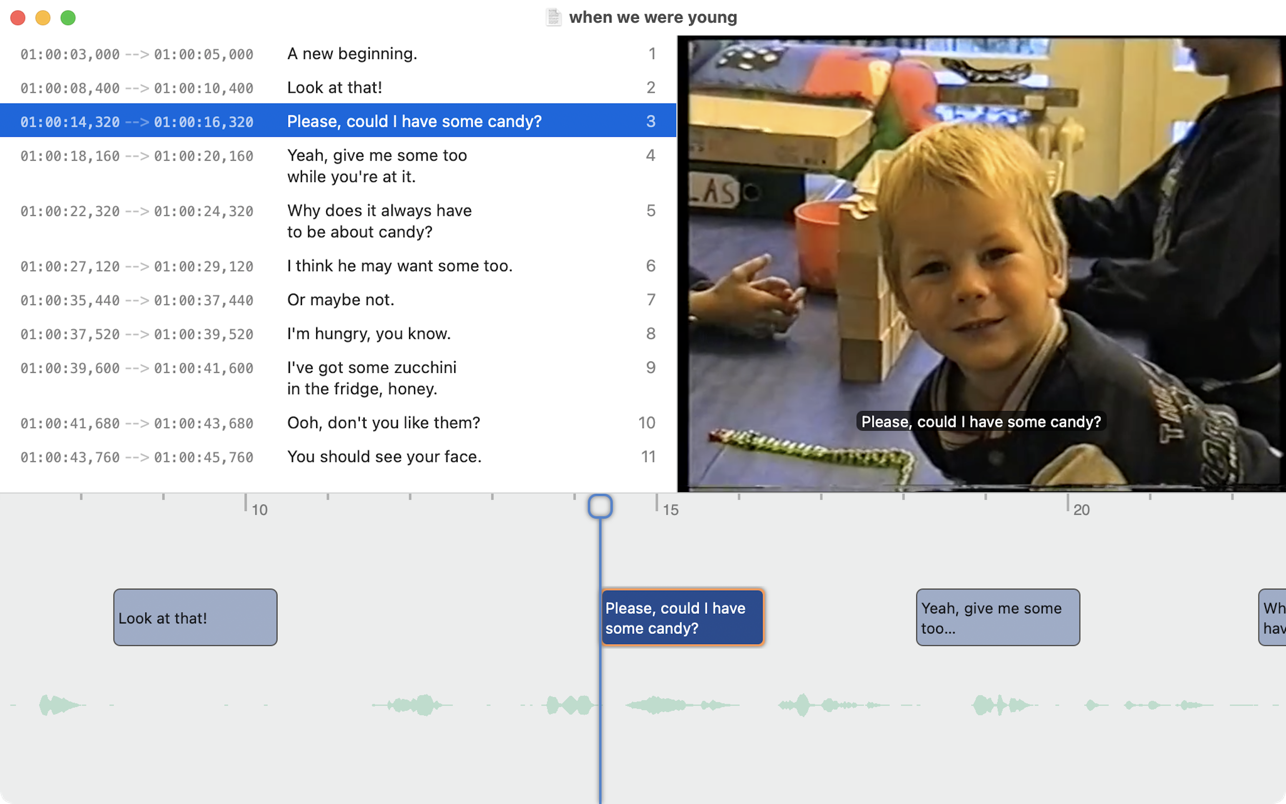 when we were young
01:00:03,000 --> 01:00:05,000 A new beginning. 1
01:00:08,400 --> 01:00:10,400 Look at that! 2
01:00:14,320 --> 01:00:16,320 Please, could I have some candy? 3
01:00:18,160 --> 01:00:20,160 Yeah, give me some too 4
while you're at it.
01:00:22,320 --> 01:00:24,320 Why does it always have 5
to be about candy?
01:00:27,120 --> 01:00:29,120 I think he may want some too. 6
01:00:35,440 --> 01:00:37,440 Or maybe not. 7
01:00:37,520 --> 01:00:39,520 I'm hungry, you know. 8
01:00:39,600 --> 01:00:41,600 I've got some zucchini 9
in the fridge, honey.
01:00:41,680 --> 01:00:43,680 Ooh, don't you like them? 10
01:00:43,760 --> 01:00:45,760 You should see your face. 11
LAS
Please, could I have some candy?
10 15 20
Look at that!
Please, could I have
some candy?
Yeah, give me some
too...
Wh
hav